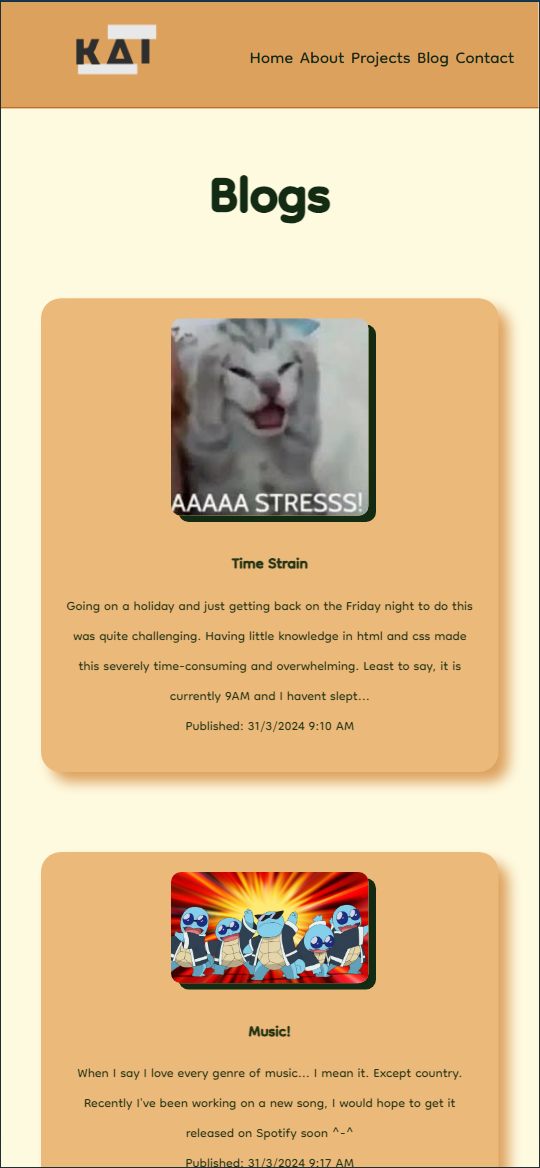 KAI
Home About Projects Blog Contact
Blogs
AAAAA STRESSS!
Time Strain
Going on a holiday and just getting back on the Friday night to do this
was quite challenging. Having little knowledge in html and css made
this severely time-consuming and overwhelming. Least to say, it is
currently 9AM and I havent slept...
Published: 31/3/2024 9:10 AM
Music!
When I say I love every genre of music... I mean it. Except country.
Recently I've been working on a new song, I would hope to get it
released on Spotify soon ^-^
Published: 31/3/2024 9:17 AM